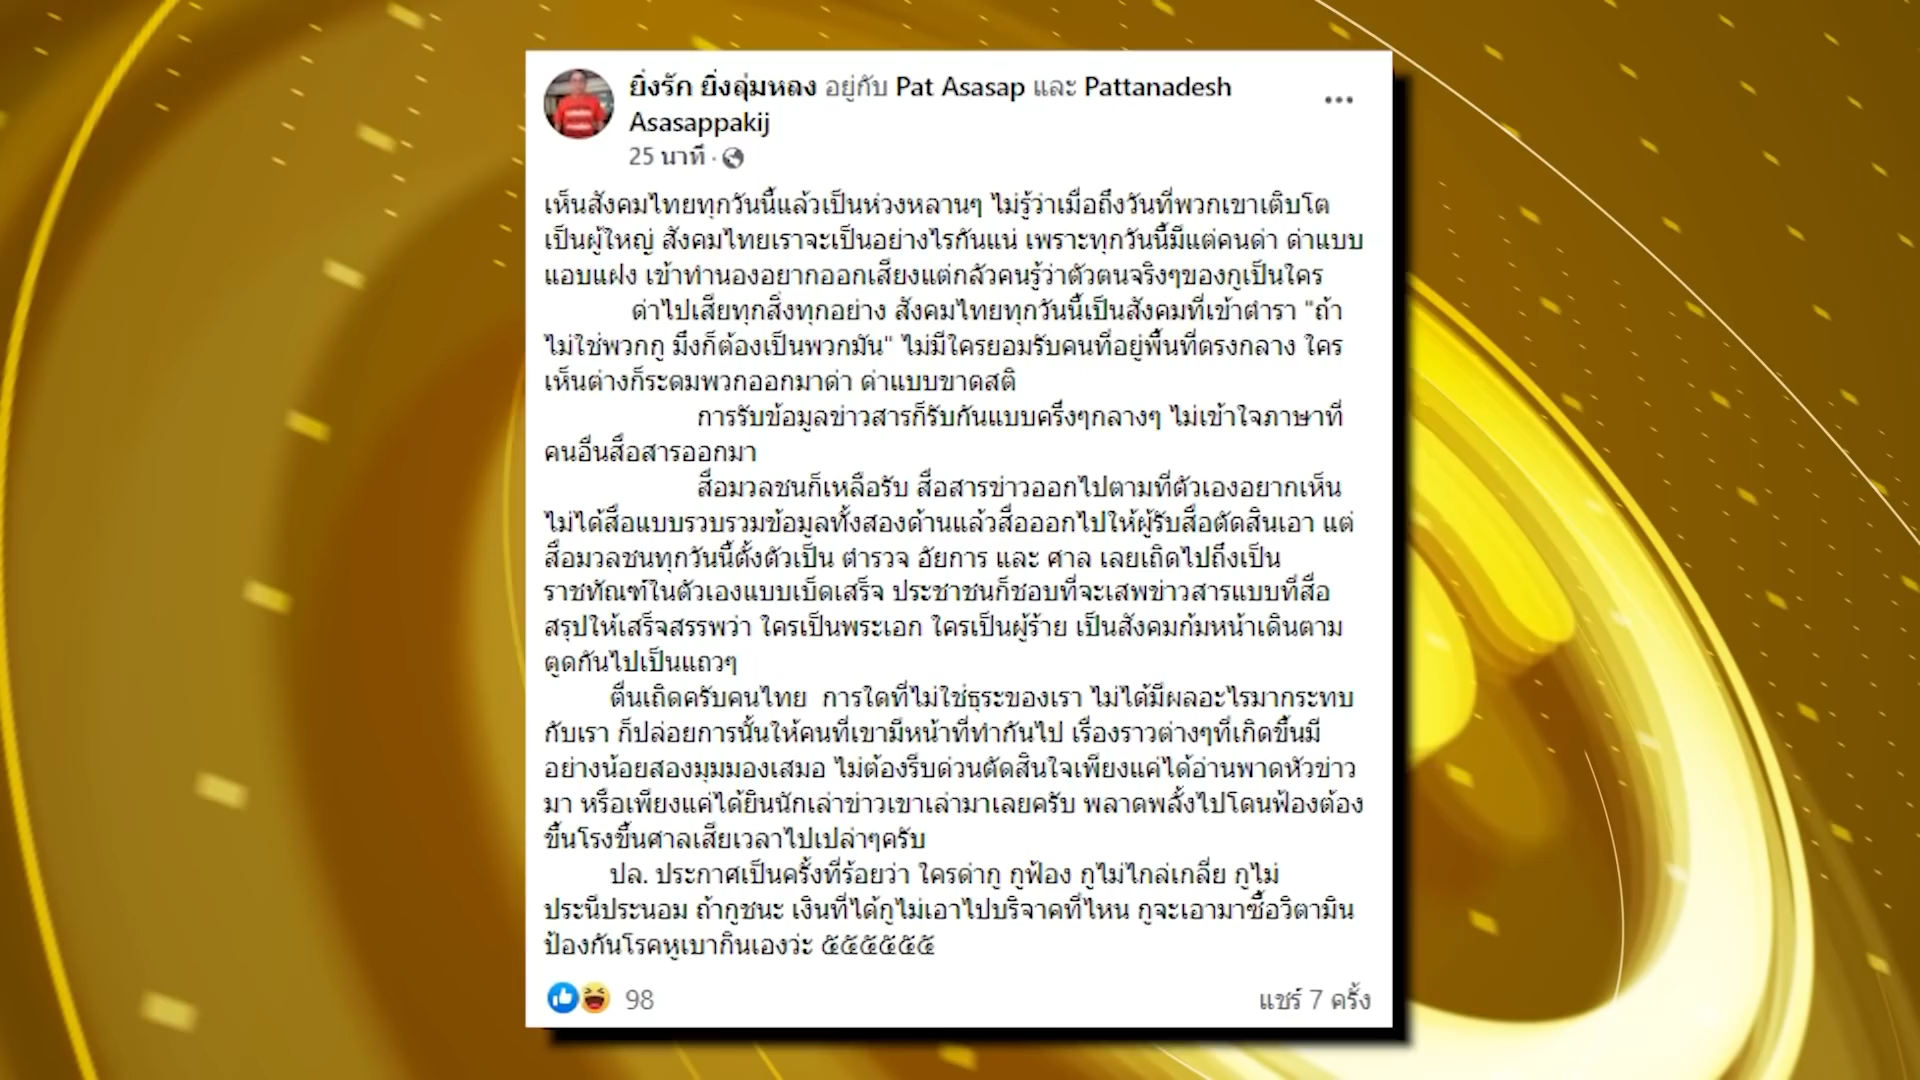 ยิ่งรัก ยิ่งลุ่มหลง อยู่กับ Pat Asasap และ Pattanadesh
Asasappakij
25 นาที ·
เห็นสังคมไทยทุกวันนี้แล้วเป็นห่วงหลานๆ ไม่รู้ว่าเมื่อถึงวันที่พวกเขาเติบโต
เป็นผู้ใหญ่ สังคมไทยเราจะเป็นอย่างไรกันแน่ เพราะทุกวันนี้มีแต่คนด่า ด่าแบบ
แอบแฝง เข้าทำนองอยากออกเสียงแต่กลัวคนรู้ว่าตัวตนจริงๆของกูเป็นใคร
ด่าไปเสียทุกสิ่งทุกอย่าง สังคมไทยทุกวันนี้เป็นสังคมที่เข้าตำรา "ถ้า
ไม่ใช่พวกกู มึงก็ต้องเป็นพวกมัน" ไม่มีใครยอมรับคนที่อยู่พื้นที่ตรงกลาง ใคร
เห็นต่างก็ระดมพวกออกมาด่า ด่าแบบขาดสติ
การรับข้อมูลข่าวสารก็รับกันแบบครึ่งๆกลางๆ ไม่เข้าใจภาษาที่
คนอื่นสื่อสารออกมา
สื่อมวลชนก็เหลือรับ สื่อสารข่าวออกไปตามที่ตัวเองอยากเห็น
ไม่ได้สื่อแบบรวบรวมข้อมูลทั้งสองด้านแล้วสื่อออกไปให้ผู้รับสื่อตัดสินเอา แต่
สื่อมวลชนทุกวันนี้ตั้งตัวเป็น ตำรวจ อัยการ และ ศาล เลยเถิดไปถึงเป็น
ราชทัณฑ์ในตัวเองแบบเบ็ดเสร็จ ประชาชนก็ชอบที่จะเสพข่าวสารแบบที่สื่อ
สรุปให้เสร็จสรรพว่า ใครเป็นพระเอก ใครเป็นผู้ร้าย เป็นสังคมก้มหน้าเดินตาม
ตูดกันไปเป็นแถวๆ
ตื่นเถิดครับคนไทย การใดที่ไม่ใช่ธุระของเรา ไม่ได้มีผลอะไรมากระทบ
กับเรา ก็ปล่อยการนั้นให้คนที่เขามีหน้าที่ทำกันไป เรื่องราวต่างๆที่เกิดขึ้นมี
อย่างน้อยสองมุมมองเสมอ ไม่ต้องรีบด่วนตัดสินใจเพียงแค่ได้อ่านพาดหัวข่าว
มา หรือเพียงแค่ได้ยินนักเล่าข่าวเขาเล่ามาเลยครับ พลาดพลั้งไปโดนฟ้องต้อง
ขึ้นโรงขึ้นศาลเสียเวลาไปเปล่าๆครับ
ปล. ประกาศเป็นครั้งที่ร้อยว่า ใครด่ากู กูฟ้อง กูไม่ไกล่เกลี่ย กูไม่
ประนีประนอม ถ้ากูชนะ เงินที่ได้กูไม่เอาไปบริจาคที่ไหน กูจะเอามาซื้อวิตามิน
ป้องกันโรคหูเบากินเองว่ะ ๕๕๕๕๕๕
98
แชร์ 7 ครั้ง